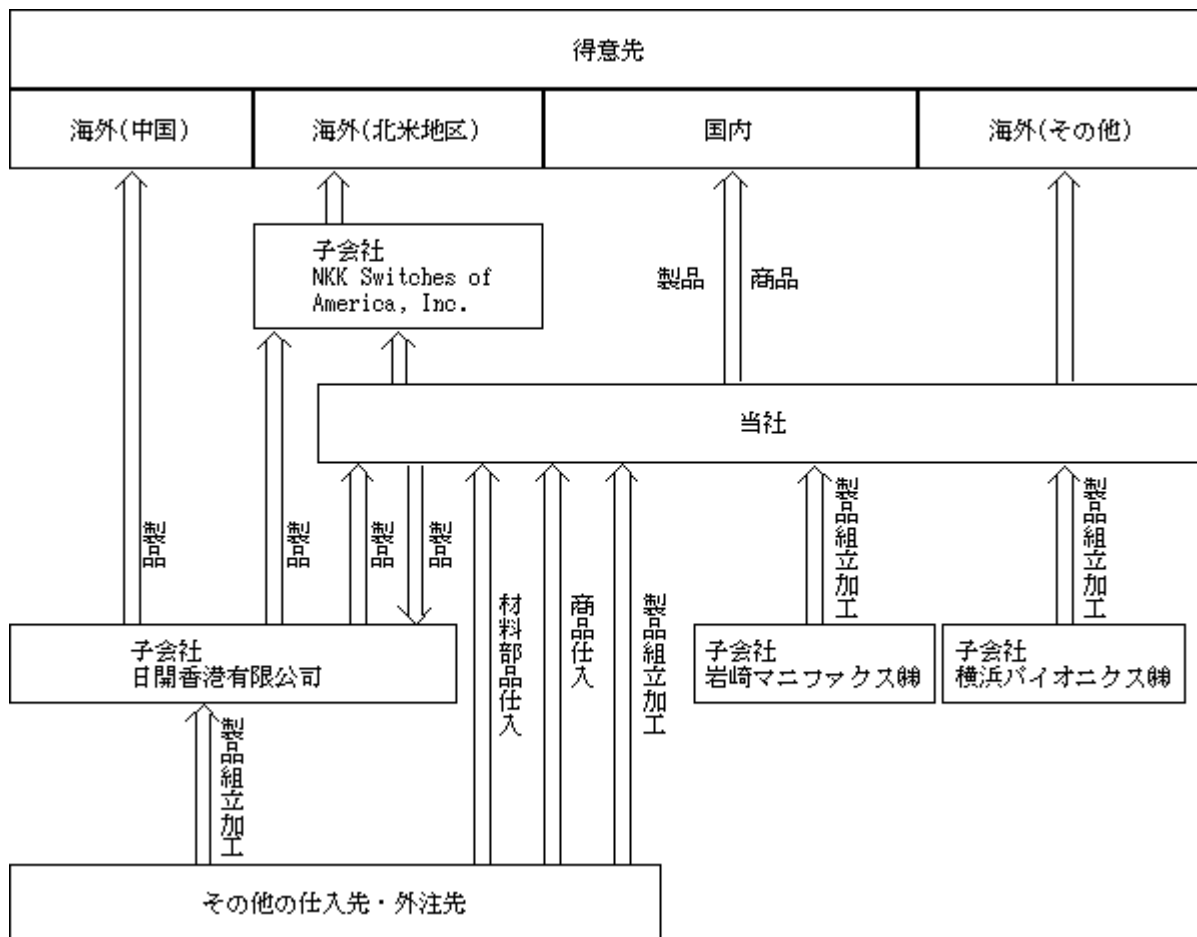 得意先
海外(中国)
海外(北米地区)
国内
海外(その他)
子会社
NKK Switches of
America, Inc.
製品
商品
当社
製品
製品
製品
製品
材料部品仕入
商品仕入
製品組立加工
製品組立加工
製品組立加工
子会社
日開香港有限公司
子会社
岩崎マニファクス㈱
子会社
横浜パイオニクス㈱
製品組立加工
その他の仕入先・外注先